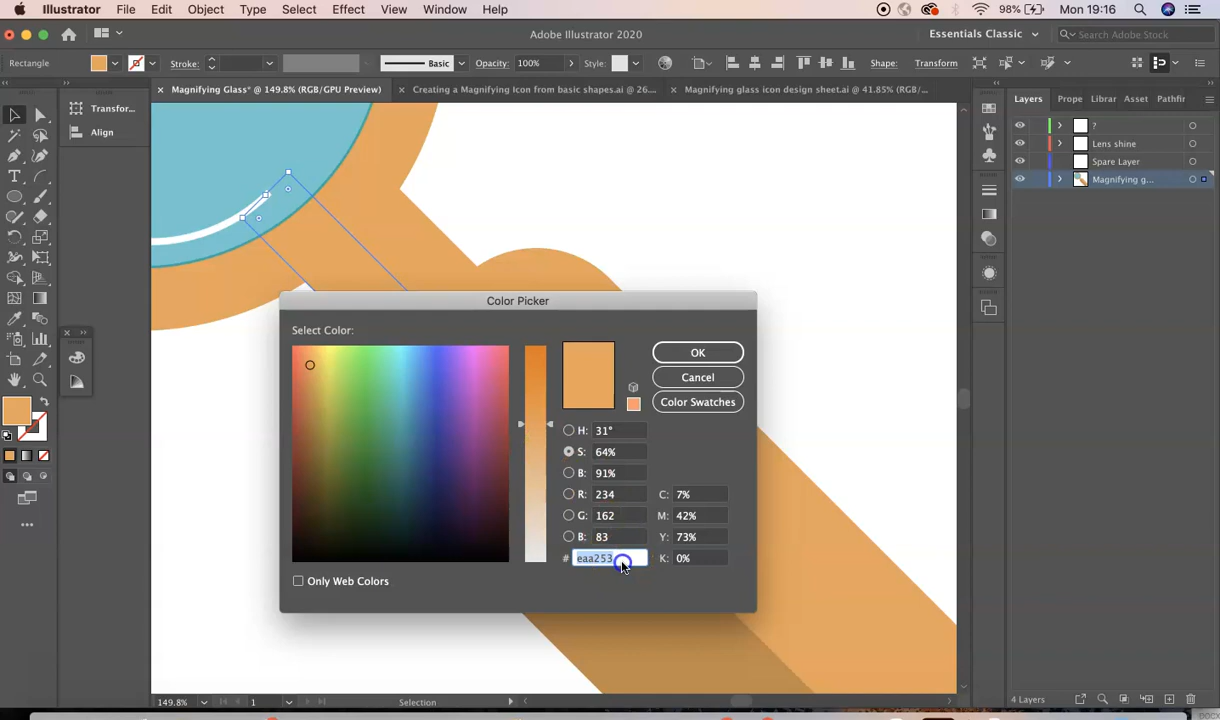 Illustrator File Edit Object Type Select Effect View Window Help 98% Mon 19:16
Adobe Illustrator 2020 Essentials Classic Search Adobe Stock
Rectangle Stroke: Basic Opacity: 100% Style: Shape: Transform
Magnifying Glass* @ 149.8% (RGB/GPU Preview) Creating a Magnifying Icon from basic shapes.ai @ 26.... Magnifying glass icon design sheet.ai @ 41.85% (RGB/...
Transfor...
Align
Layers Prope Librar Asset Pathfir
?
Lens shine
Spare Layer
Magnifying g...
Color Picker
Select Color:
OK
Cancel
Color Swatches
H: 31°
S: 64%
B: 91%
R: 234 C: 7%
G: 162 M: 42%
B: 83 Y: 73%
# eaa253 K: 0%
Only Web Colors
149.8% 1 Selection
4 Layers